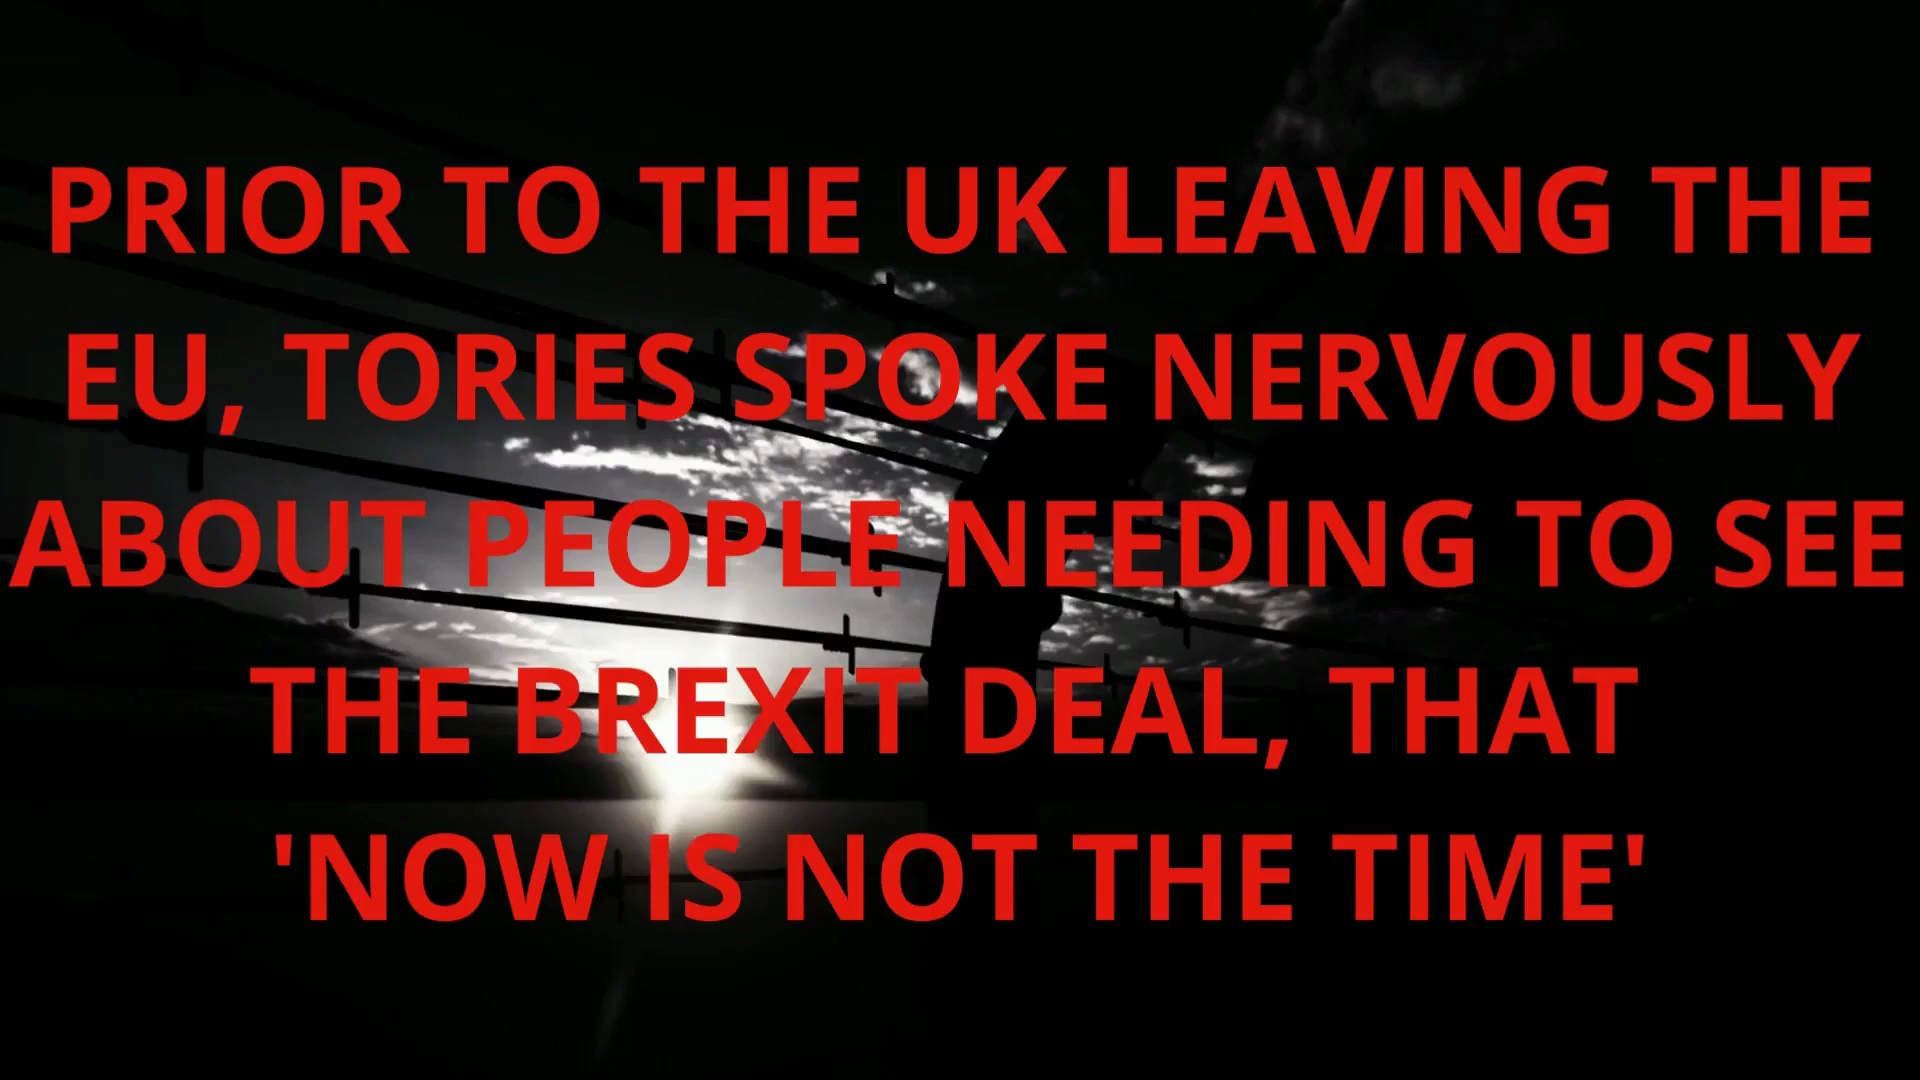 PRIOR TO THE UK LEAVING THE
EU, TORIES SPOKE NERVOUSLY
ABOUT PEOPLE NEEDING TO SEE
THE BREXIT DEAL, THAT
'NOW IS NOT THE TIME'